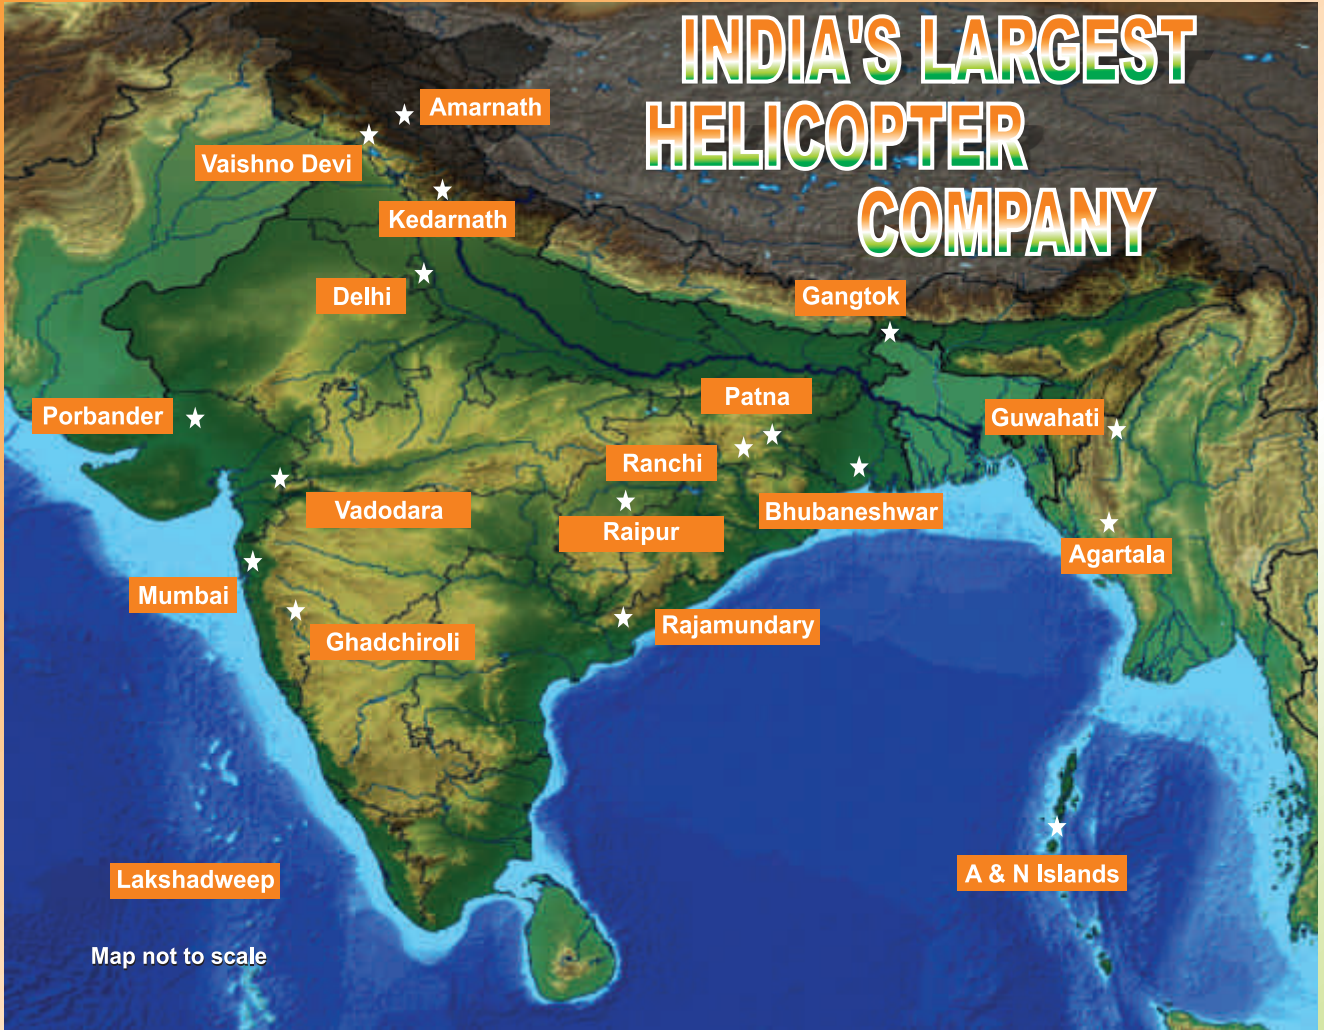 INDIA'S LARGEST
HELICOPTER
COMPANY
Amarnath
Vaishno Devi
Kedarnath
Delhi
Gangtok
Patna
Porbander
Guwahati
Ranchi
Vadodara
Bhubaneshwar
Raipur
Agartala
Mumbai
Rajamundary
Ghadchiroli
A & N Islands
Lakshadweep
Map not to scale